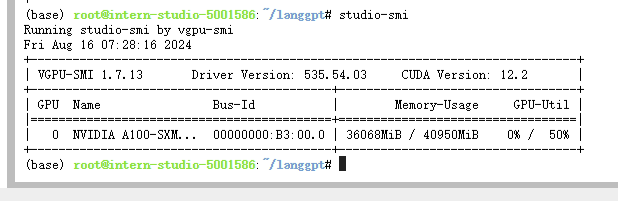 (base) root@intern-studio-5001586:~/langgpt# studio-smi
Running studio-smi by vgpu-smi
Fri Aug 16 07:28:16 2024
+------------------------------------------------------------------------------+
| VGPU-SMI 1.7.13       Driver Version: 535.54.03     CUDA Version: 12.2       |
+-------------------------------------------+----------------------------------+
| GPU  Name                Bus-Id           |        Memory-Usage     GPU-Util |
|===========================================+==================================|
|   0  NVIDIA A100-SXM...  00000000:B3:00.0 | 36068MiB / 40950MiB    0% /  50% |
+-------------------------------------------+----------------------------------+
(base) root@intern-studio-5001586:~/langgpt#